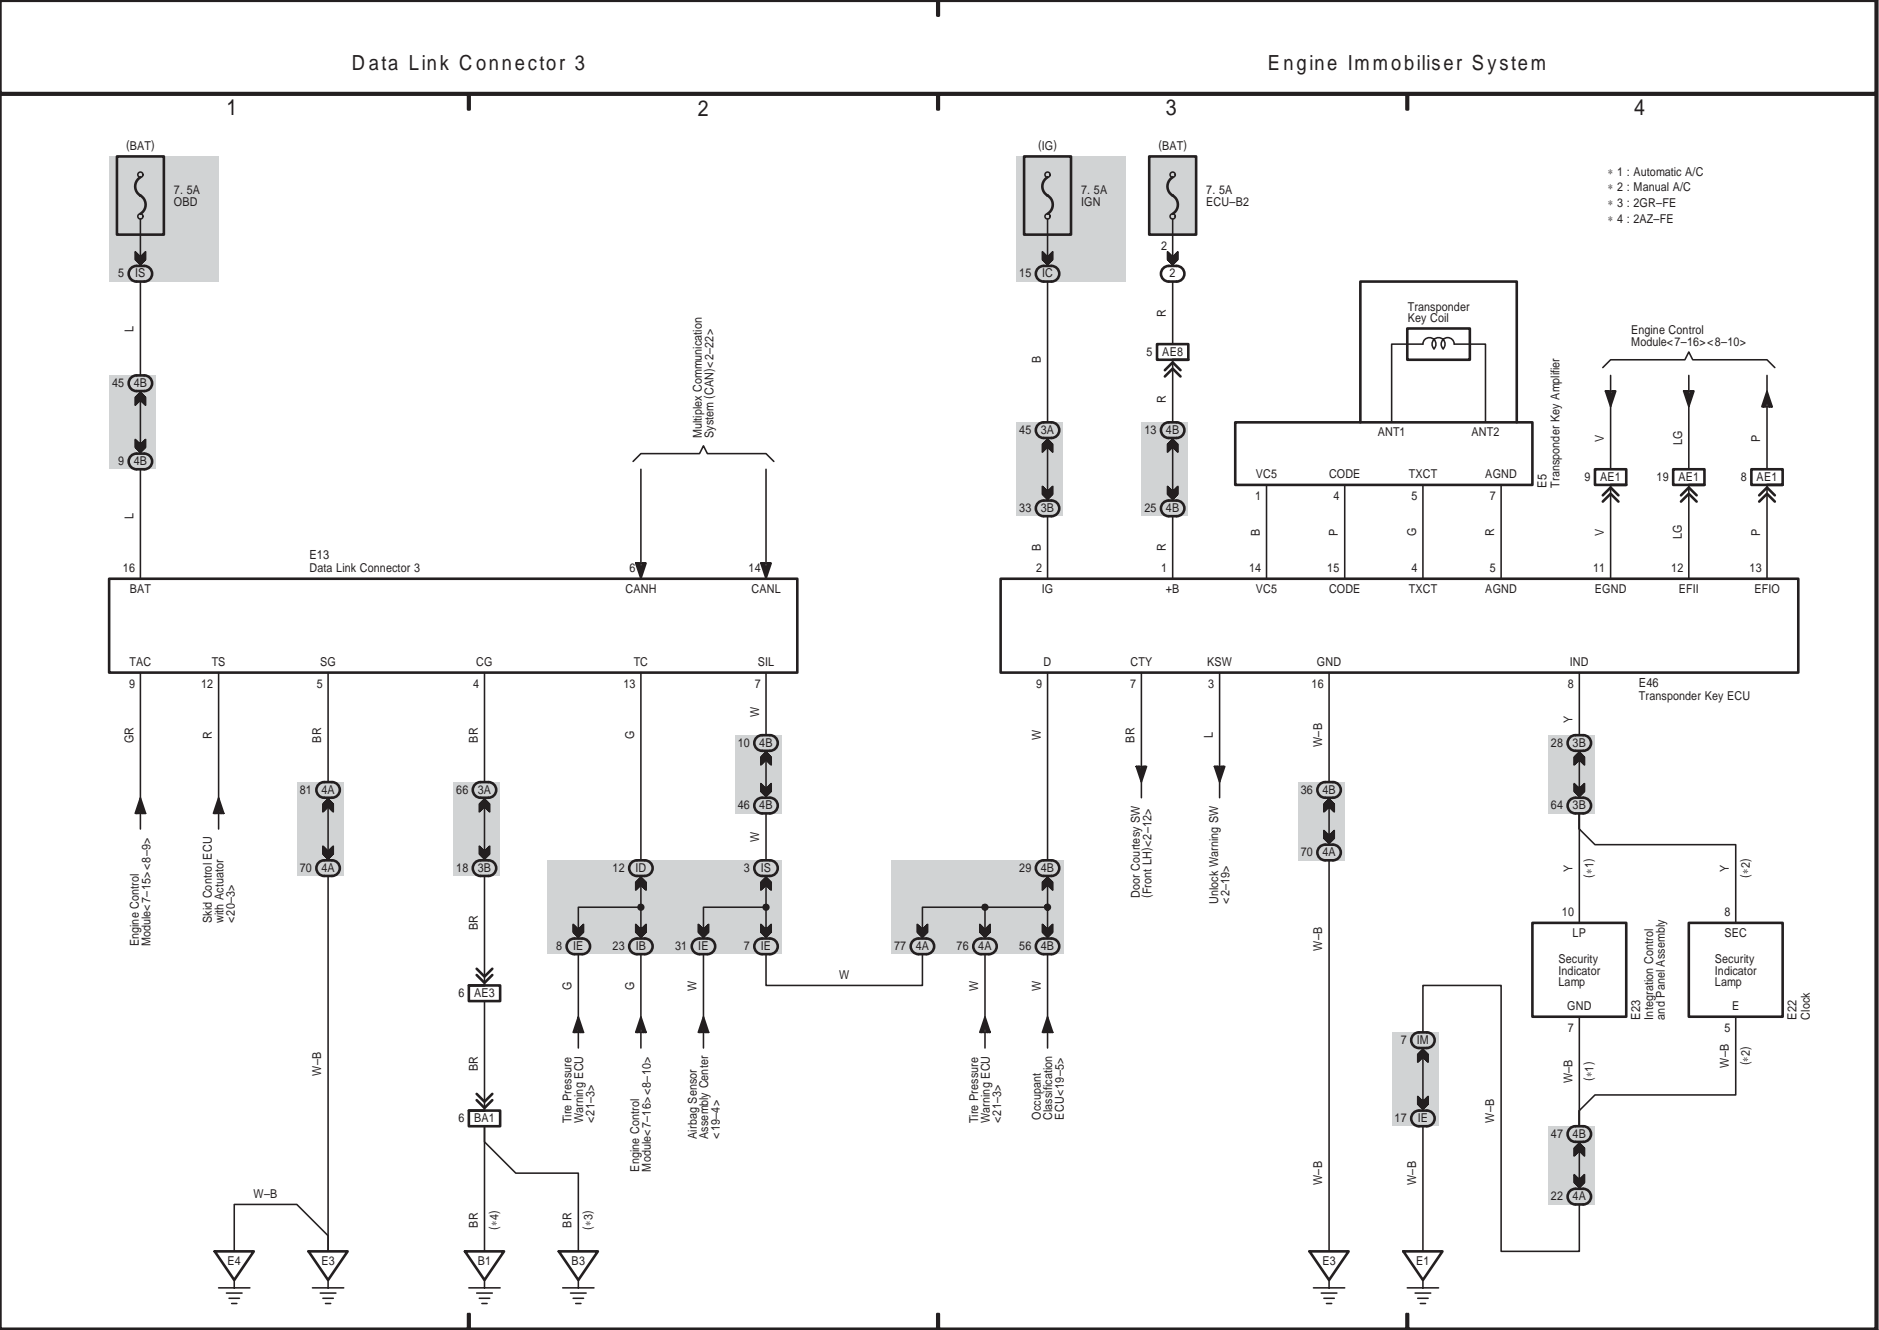 Data Link Connector 3
Engine Immobiliser System
1
2
3
4
(BAT)
7. 5A
OBD
5 IS
L
45 4B
9 4B
L
16
E13
Data Link Connector 3
Multiplex Communication
System (CAN)<2–22>
6
14
BAT
CANH
CANL
TAC
TS
SG
CG
TC
SIL
9
12
5
4
13
7
GR
R
BR
BR
G
W
10 4B
46 4B
W
81 4A
70 4A
66 3A
18 3B
Engine Control
Module<7–15><8–9>
Skid Control ECU
with Actuator
<20–3>
12 ID
3 IS
8 IE
23 IB
31 IE
7 IE
BR
6 AE3
BR
6 BA1
G
G
W
W
Tire Pressure
Warning ECU
<21–3>
Engine Control
Module<7–16><8–10>
Airbag Sensor
Assembly Center
<19–4>
W–B
W–B
BR
(*4)
BR
(*3)
E4
E3
B1
B3
(IG)
7. 5A
IGN
15 IC
B
45 3A
33 3B
B
2
(BAT)
7. 5A
ECU–B2
2
2
R
5 AE8
R
13 4B
25 4B
R
1
* 1 : Automatic A/C
* 2 : Manual A/C
* 3 : 2GR–FE
* 4 : 2AZ–FE
Transponder
Key Coil
ANT1
ANT2
VC5
CODE
TXCT
AGND
E5
Transponder Key Amplifier
1
4
5
7
B
P
G
R
14
15
4
5
Engine Control
Module<7–16><8–10>
V
LG
P
9 AE1
19 AE1
8 AE1
V
LG
P
11
12
13
IG
+B
VC5
CODE
TXCT
AGND
EGND
EFII
EFIO
D
CTY
KSW
GND
IND
9
7
3
16
8
E46
Transponder Key ECU
W
BR
L
W–B
Y
Door Courtesy SW
(Front LH)<2–12>
Unlock Warning SW
<2–19>
29 4B
77 4A
76 4A
56 4B
W
W
Tire Pressure
Warning ECU
<21–3>
Occupant
Classification
ECU<19–5>
36 4B
70 4A
W–B
W–B
E3
28 3B
64 3B
Y
(*1)
Y
(*2)
10
8
LP
Security
Indicator
Lamp
GND
E23
Integration Control
and Panel Assembly
SEC
Security
Indicator
Lamp
E
E22
Clock
7
5
W–B
(*1)
W–B
(*2)
47 4B
22 4A
7 IM
17 IE
W–B
W–B
E1